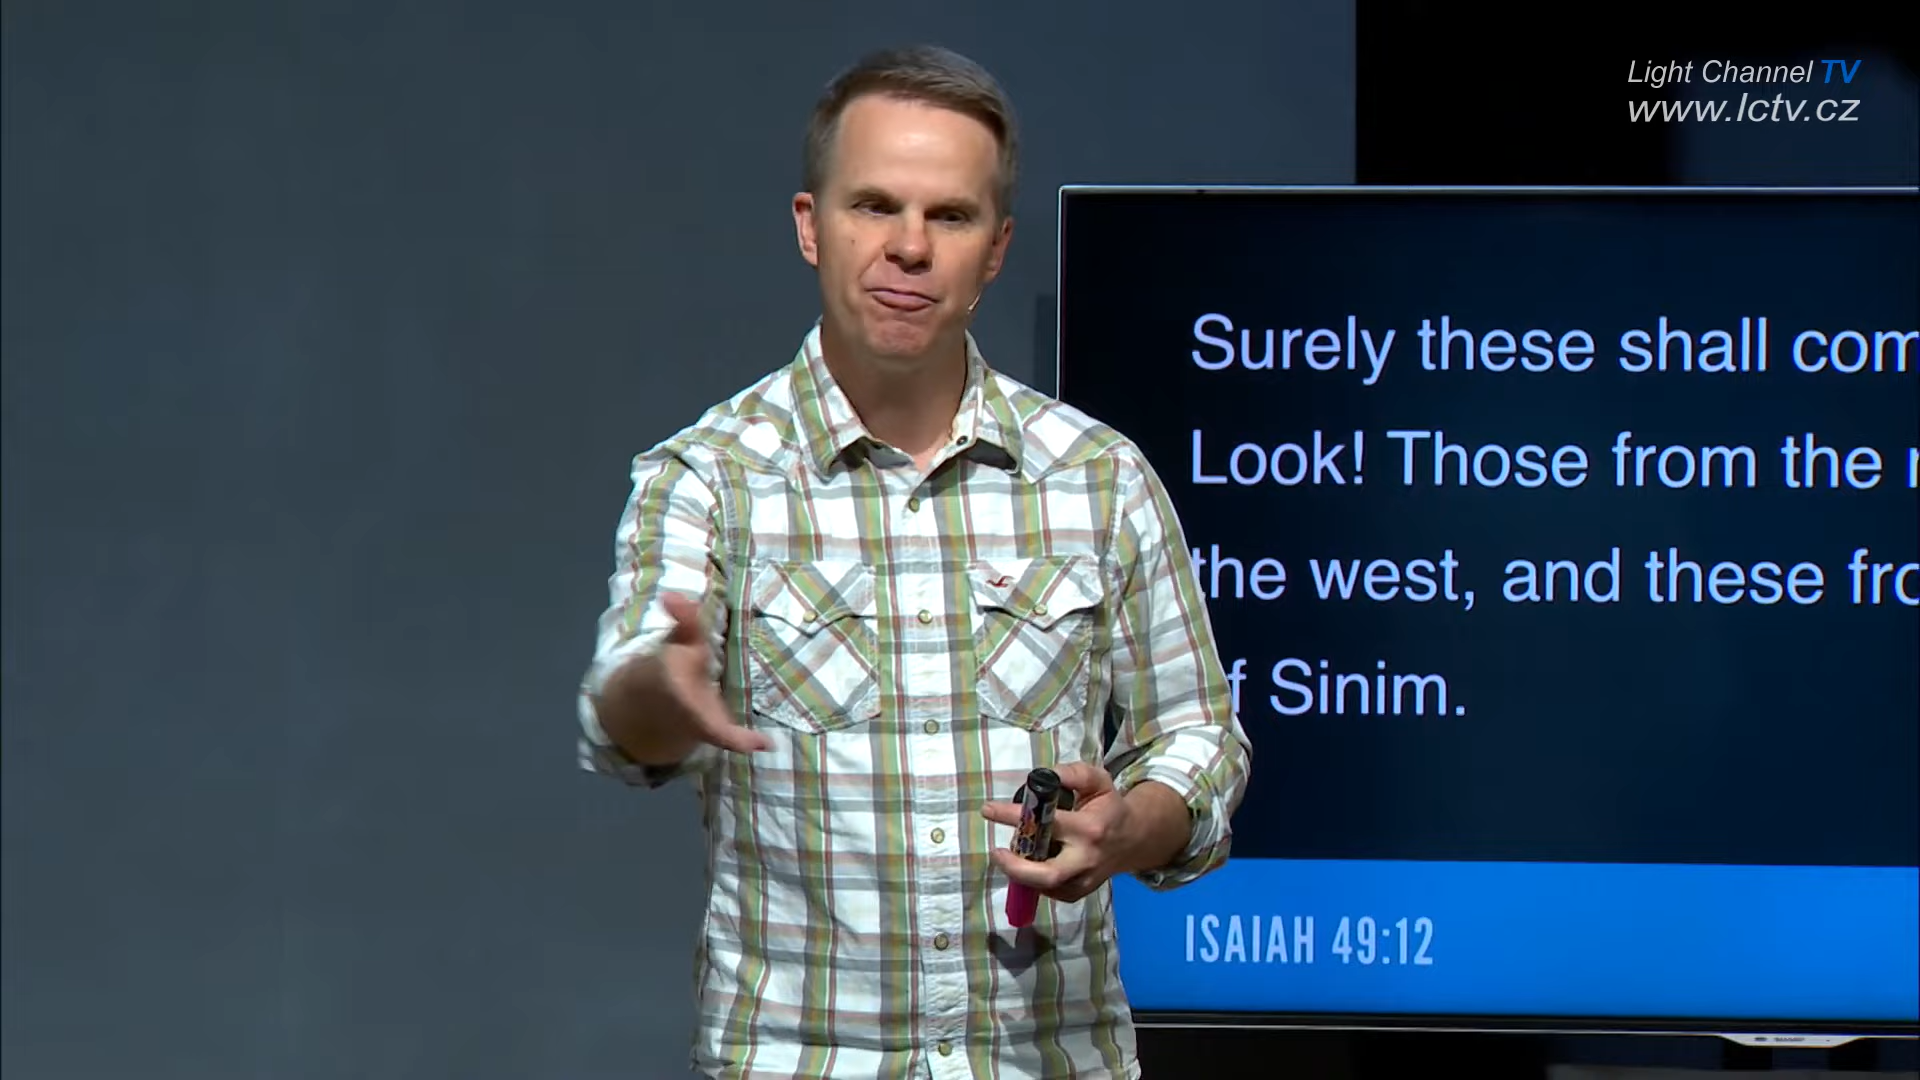 Light Channel TV
www.lctv.cz
Surely these shall com
Look! Those from the
the west, and these fro
of Sinim.
ISAIAH 49:12